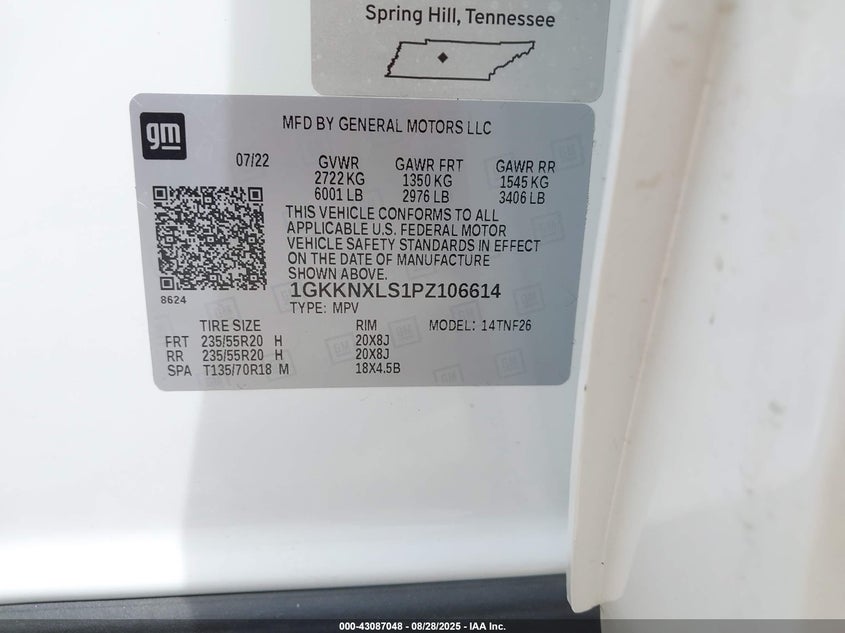 Spring Hill, Tennessee
gm
MFD BY GENERAL MOTORS LLC
07/22 GVWR GAWR FRT GAWR RR
2722 KG 1350 KG 1545 KG
6001 LB 2976 LB 3406 LB
THIS VEHICLE CONFORMS TO ALL
APPLICABLE U.S. FEDERAL MOTOR
VEHICLE SAFETY STANDARDS IN EFFECT
ON THE DATE OF MANUFACTURE
SHOWN ABOVE.
8624
1GKKNXLS1PZ106614
TYPE: MPV
TIRE SIZE RIM MODEL: 14TNF26
FRT 235/55R20 H 20X8J
RR 235/55R20 H 20X8J
SPA T135/70R18 M 18X4.5B
000-43087048 - 08/28/2025 - IAA Inc.